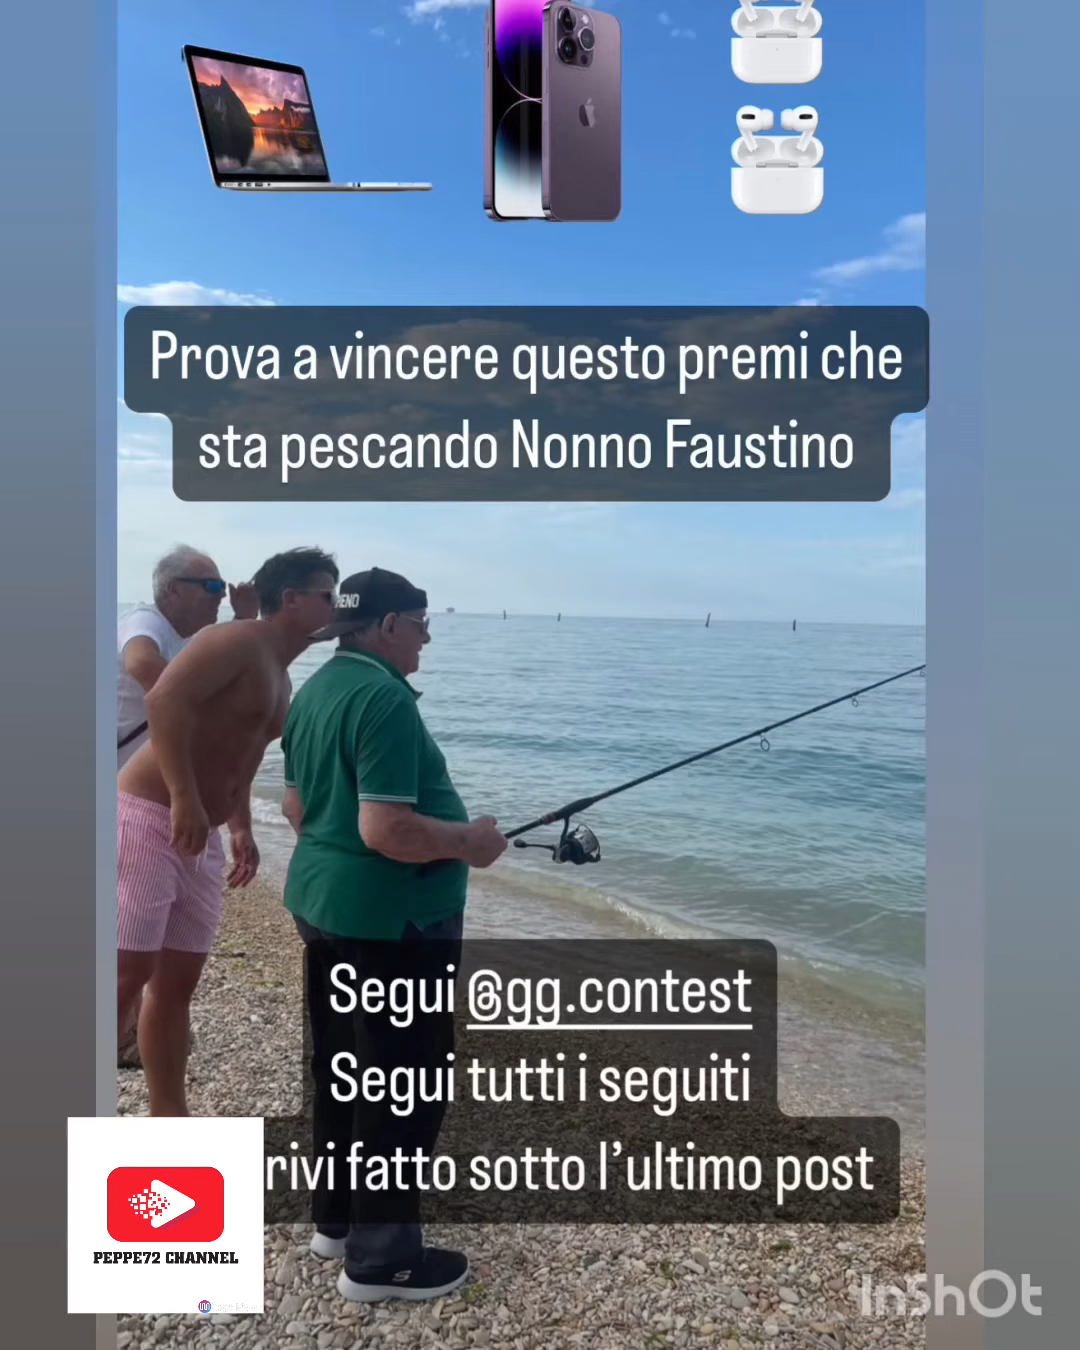 Prova a vincere questo premi che
sta pescando Nonno Faustino
Segui @gg.contest
Segui tutti i seguiti
rivi fatto sotto l'ultimo post
PEPPE72 CHANNEL
InShOt